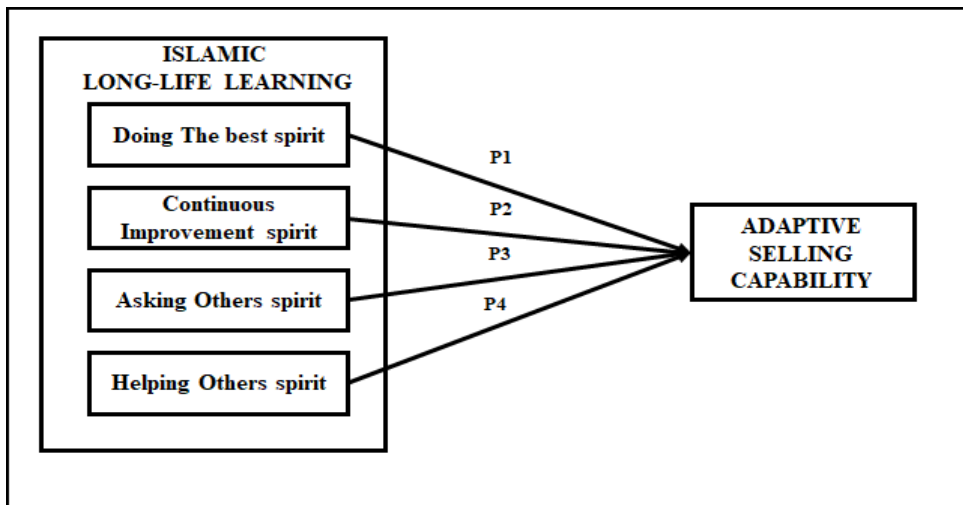 ISLAMIC
LONG-LIFE LEARNING
Doing The best spirit
P1
Continuous
Improvement spirit
P2
P3
Asking Others spirit
P4
Helping Others spirit
ADAPTIVE
SELLING
CAPABILITY